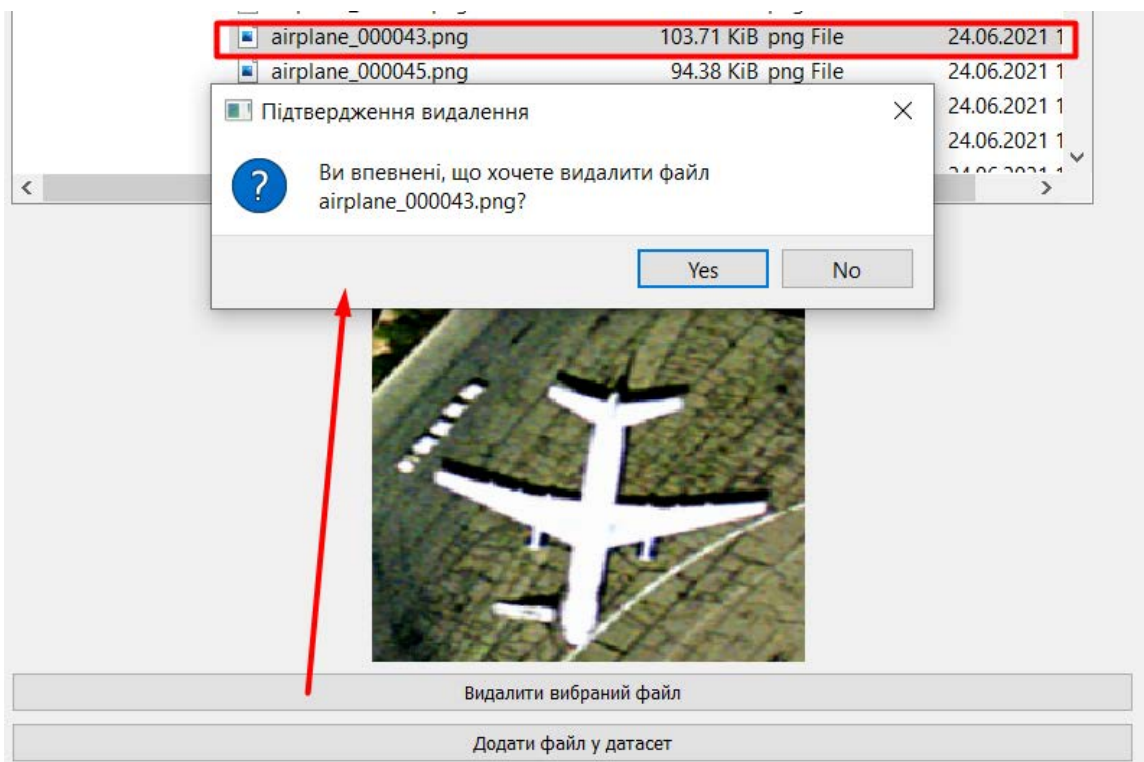 airplane_000043.png 103.71 KiB png File 24.06.2021 1
airplane_000045.png 94.38 KiB png File 24.06.2021 1
Підтвердження видалення
24.06.2021 1
24.06.2021 1
Ви впевнені, що хочете видалити файл
airplane_000043.png?
Yes No
Видалити вибраний файл
Додати файл у датасет